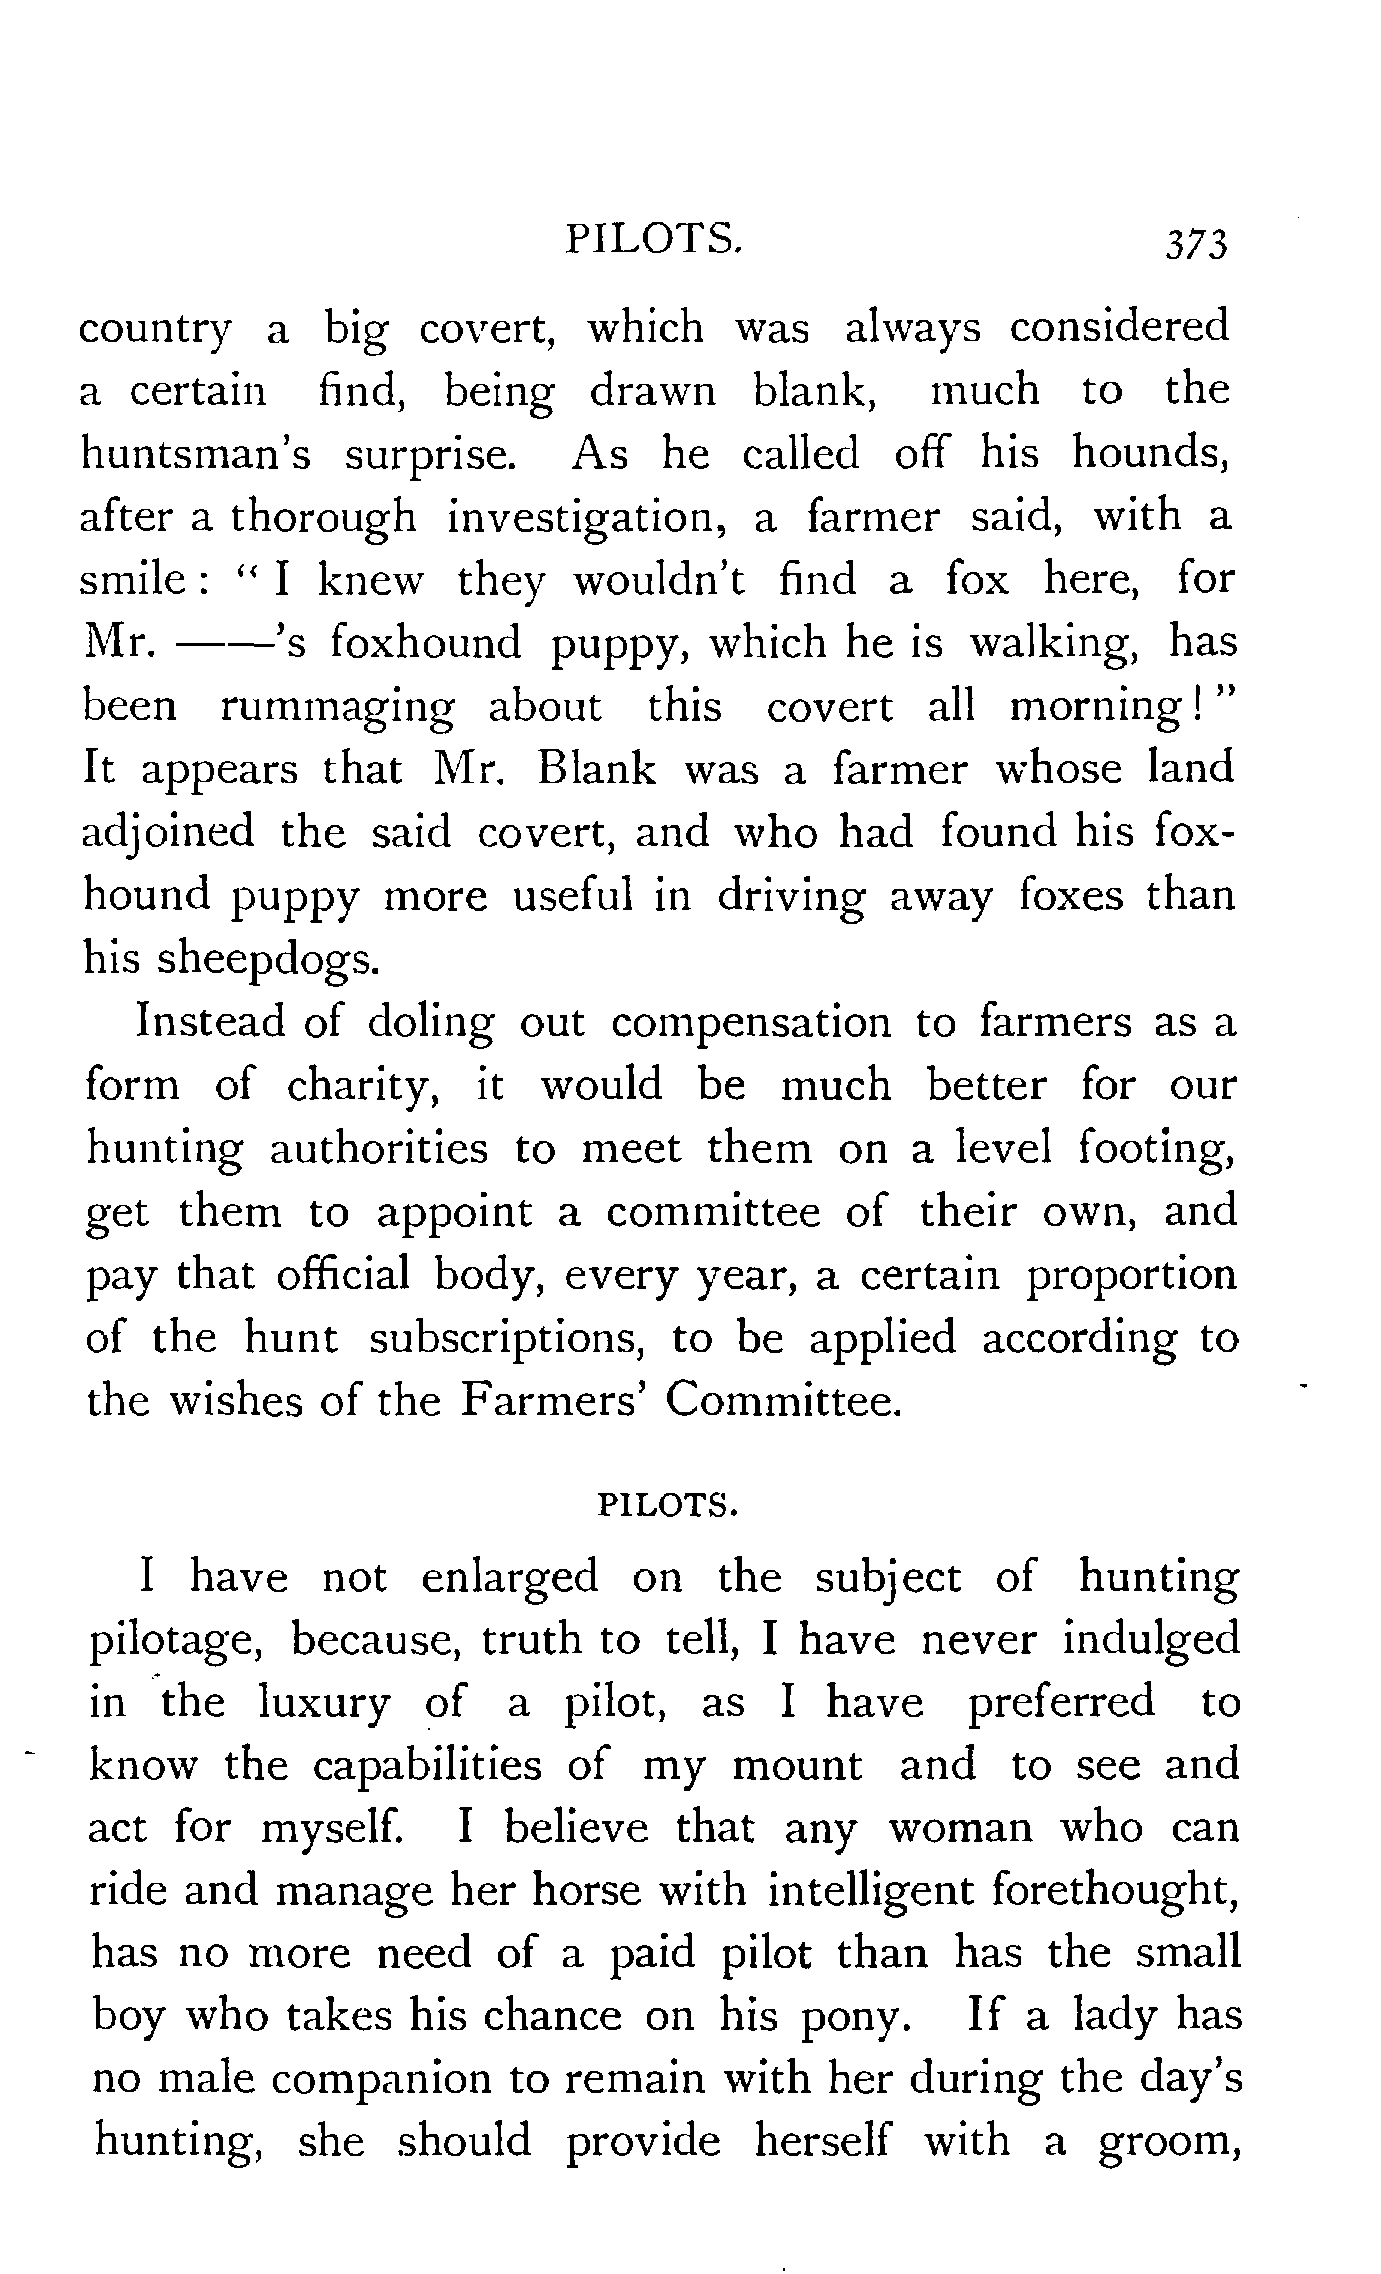 PILOTS. 373
country a big covert, which was always considered
a certain find, being drawn blank, much to the
huntsman's surprise. As he called off his hounds,
after a thorough investigation, a farmer said, with a
smile : “ I knew they wouldn't find a fox here, for
Mr. ——'s foxhound puppy, which he is walking, has
been rummaging about this covert all morning ! ”
It appears that Mr. Blank was a farmer whose land
adjoined the said covert, and who had found his fox-
hound puppy more useful in driving away foxes than
his sheepdogs.
Instead of doling out compensation to farmers as a
form of charity, it would be much better for our
hunting authorities to meet them on a level footing,
get them to appoint a committee of their own, and
pay that official body, every year, a certain proportion
of the hunt subscriptions, to be applied according to
the wishes of the Farmers' Committee.
PILOTS.
I have not enlarged on the subject of hunting
pilotage, because, truth to tell, I have never indulged
in the luxury of a pilot, as I have preferred to
know the capabilities of my mount and to see and
act for myself. I believe that any woman who can
ride and manage her horse with intelligent forethought,
has no more need of a paid pilot than has the small
boy who takes his chance on his pony. If a lady has
no male companion to remain with her during the day's
hunting, she should provide herself with a groom,